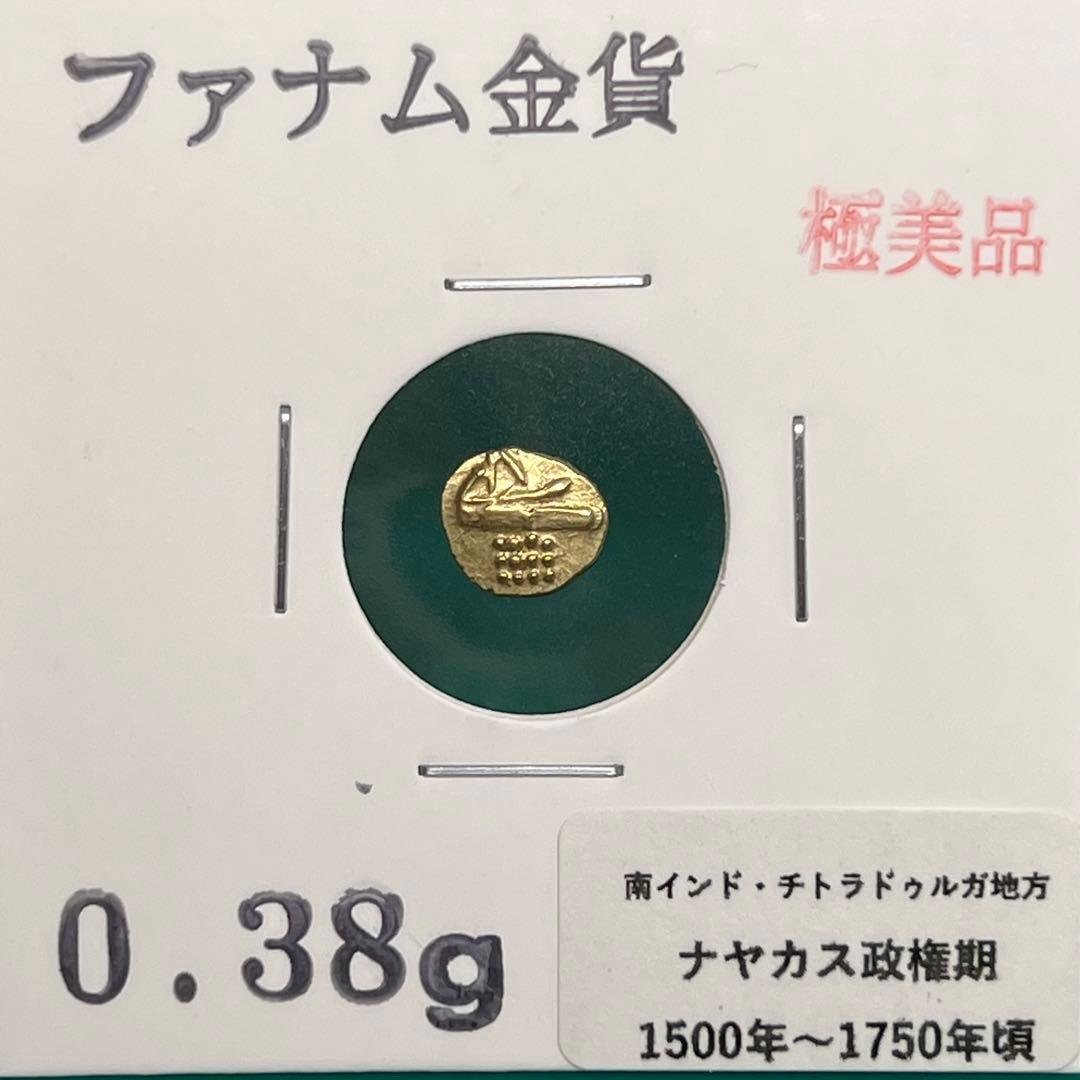 ファナム金貨
極美品
0.38g
南インド・チトラドゥルガ地方
ナヤカス政権期
1500年～1750年頃